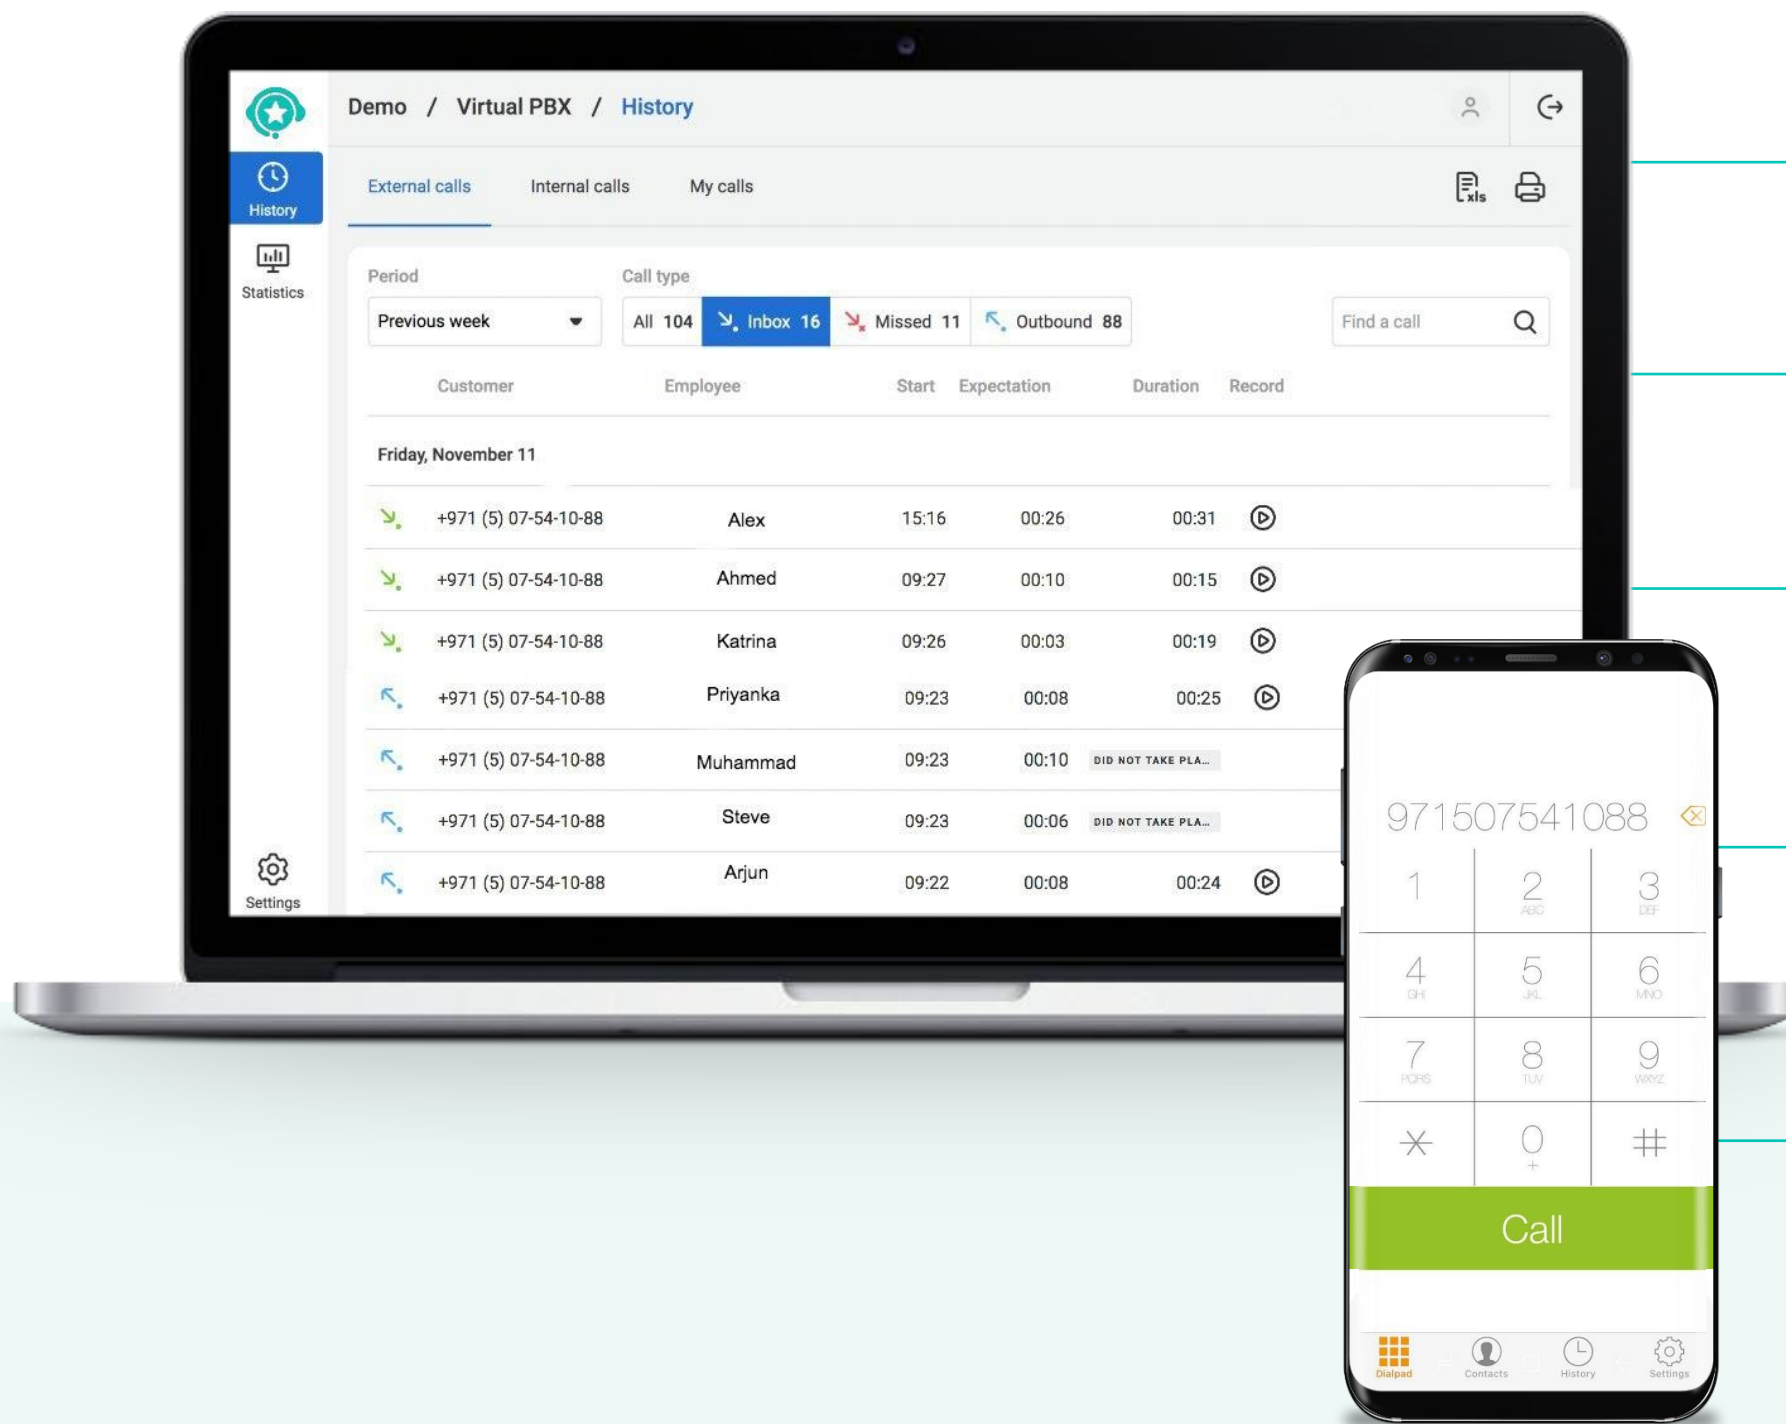 Demo / Virtual PBX / History
External calls Internal calls My calls
xls
History
Statistics
Settings
Period Call type
Previous week All 104 Inbox 16 Missed 11 Outbound 88 Find a call
Customer Employee Start Expectation Duration Record
Friday, November 11
+971 (5) 07-54-10-88 Alex 15:16 00:26 00:31
+971 (5) 07-54-10-88 Ahmed 09:27 00:10 00:15
+971 (5) 07-54-10-88 Katrina 09:26 00:03 00:19
+971 (5) 07-54-10-88 Priyanka 09:23 00:08 00:25
+971 (5) 07-54-10-88 Muhammad 09:23 00:10 DID NOT TAKE PLA...
+971 (5) 07-54-10-88 Steve 09:23 00:06 DID NOT TAKE PLA...
+971 (5) 07-54-10-88 Arjun 09:22 00:08 00:24
971507541088
1 2 3
ABC DEF
4 5 6
GHI JKL MNO
7 8 9
PQRS TUV WXYZ
* 0 #
+
Call
Dialpad Contacts History Settings